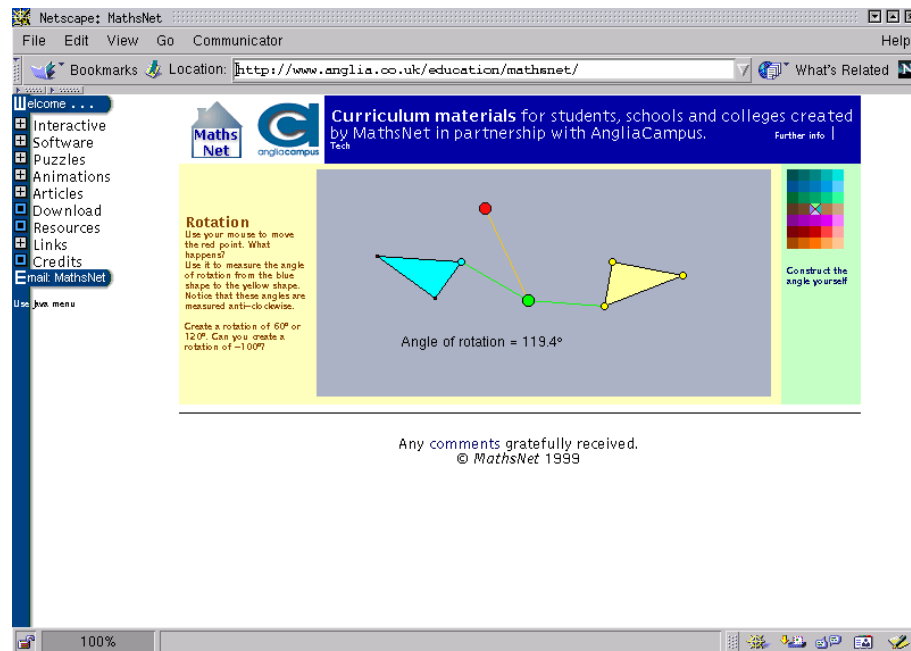 Netscape: MathsNet
File Edit View Go Communicator Help
Bookmarks Location: http://www.anglia.co.uk/education/mathsnet/ What's Related N
Welcome . . .
Interactive
Software
Puzzles
Animations
Articles
Download
Resources
Links
Credits
Email: MathsNet
Use java menu
Maths
Net
angliacampus
Curriculum materials for students, schools and colleges created
by MathsNet in partnership with AngliaCampus. Further info |
Tech
Rotation
Use your mouse to move
the red point. What
happens?
Use it to measure the angle
of rotation from the blue
shape to the yellow shape.
Notice that these angles are
measured anti-clockwise.
Create a rotation of 60º or
120º. Can you create a
rotation of -100º?
Angle of rotation = 119.4º
Construct the
angle yourself
Any comments gratefully received.
© MathsNet 1999
100%